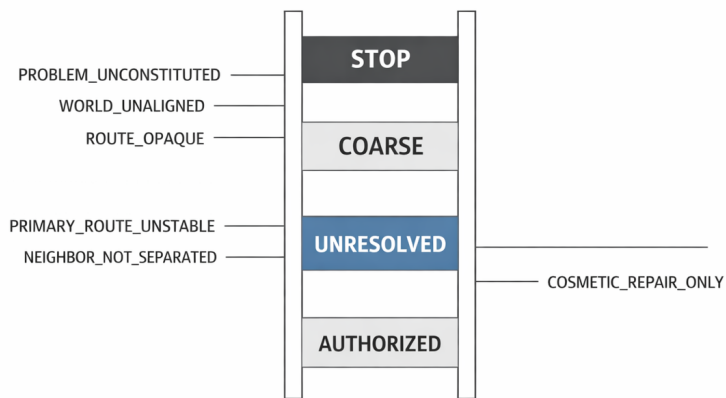 STOP
PROBLEM_UNCONSTITUTED
WORLD_UNALIGNED
ROUTE_OPAQUE
COARSE
PRIMARY_ROUTE_UNSTABLE
UNRESOLVED
NEIGHBOR_NOT_SEPARATED
COSMETIC_REPAIR_ONLY
AUTHORIZED